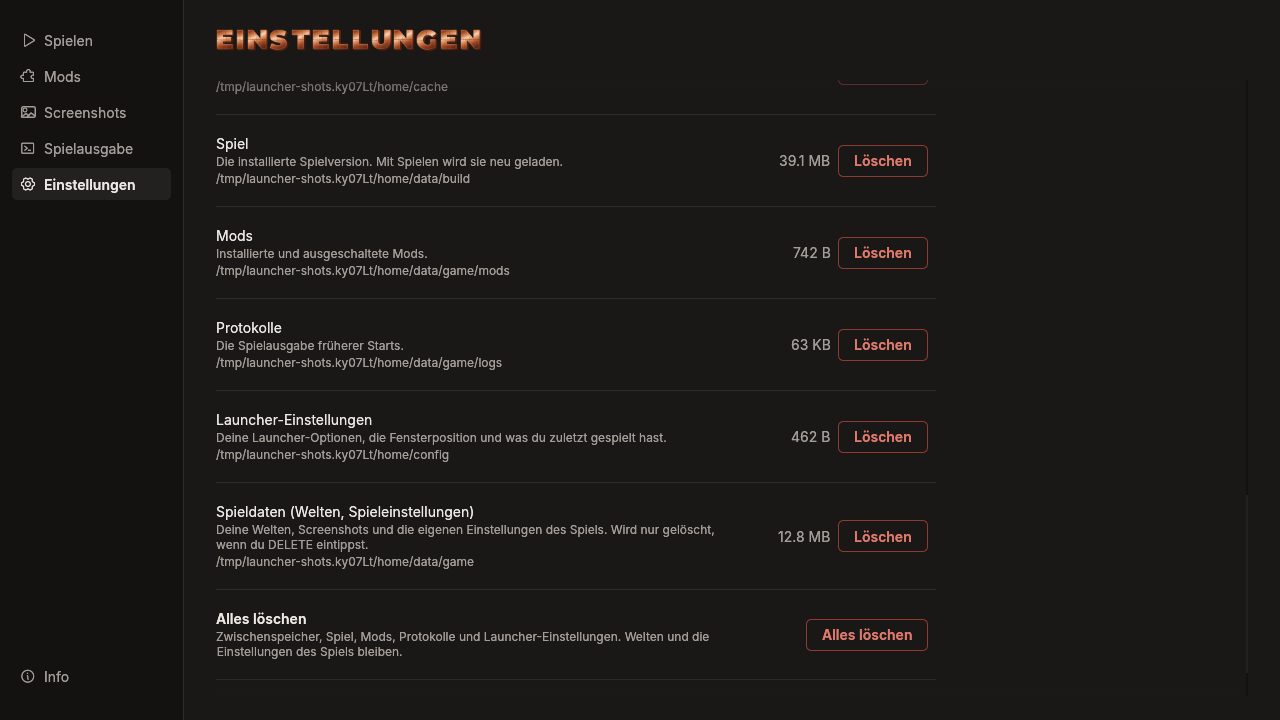 Spielen
Mods
Screenshots
Spielausgabe
Einstellungen
Info
EINSTELLUNGEN
/tmp/launcher-shots.ky07Lt/home/cache
Spiel
Die installierte Spielversion. Mit Spielen wird sie neu geladen.
/tmp/launcher-shots.ky07Lt/home/data/build
39.1 MB
Löschen
Mods
Installierte und ausgeschaltete Mods.
/tmp/launcher-shots.ky07Lt/home/data/game/mods
742 B
Löschen
Protokolle
Die Spielausgabe früherer Starts.
/tmp/launcher-shots.ky07Lt/home/data/game/logs
63 KB
Löschen
Launcher-Einstellungen
Deine Launcher-Optionen, die Fensterposition und was du zuletzt gespielt hast.
/tmp/launcher-shots.ky07Lt/home/config
462 B
Löschen
Spieldaten (Welten, Spieleinstellungen)
Deine Welten, Screenshots und die eigenen Einstellungen des Spiels. Wird nur gelöscht,
wenn du DELETE eintippst.
/tmp/launcher-shots.ky07Lt/home/data/game
12.8 MB
Löschen
Alles löschen
Zwischenspeicher, Spiel, Mods, Protokolle und Launcher-Einstellungen. Welten und die
Einstellungen des Spiels bleiben.
Alles löschen